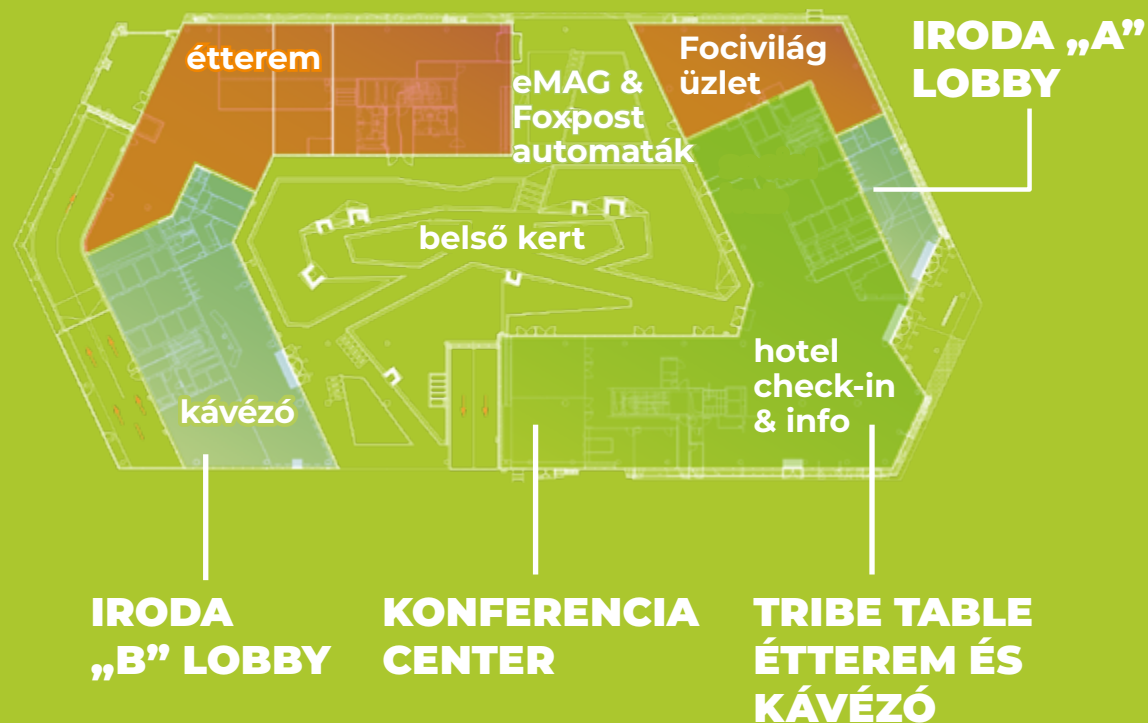 étterem
eMAG &
Foxpost
automaták
Focivilág
üzlet
IRODA „A”
LOBBY
belső kert
kávézó
hotel
check-in
& info
IRODA
„B” LOBBY
KONFERENCIA
CENTER
TRIBE TABLE
ÉTTEREM ÉS
KÁVÉZÓ